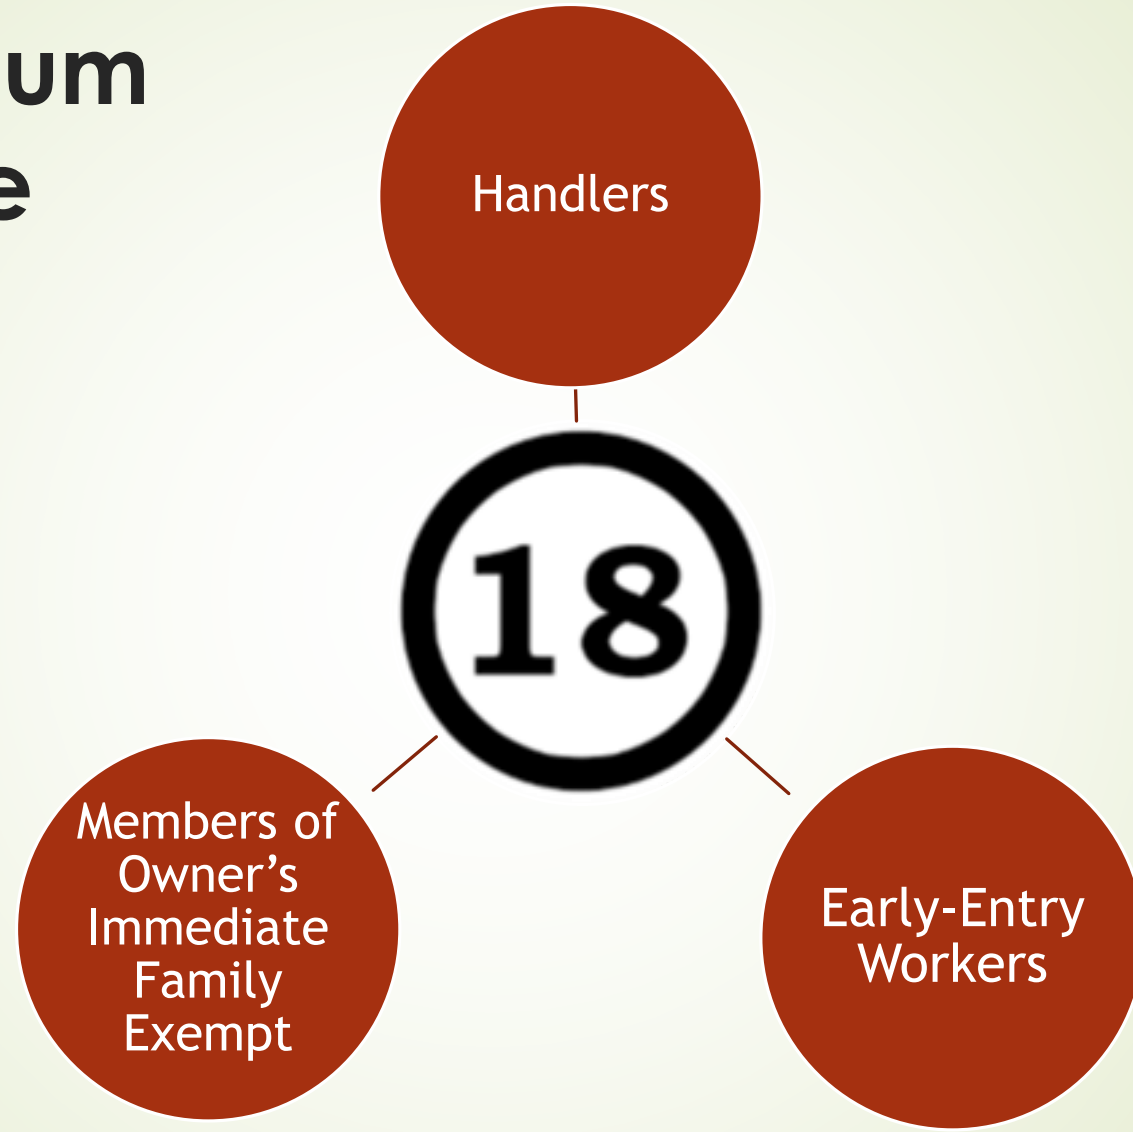 um
e
Handlers
18
Members of
Owner’s
Immediate
Family
Exempt
Early-Entry
Workers